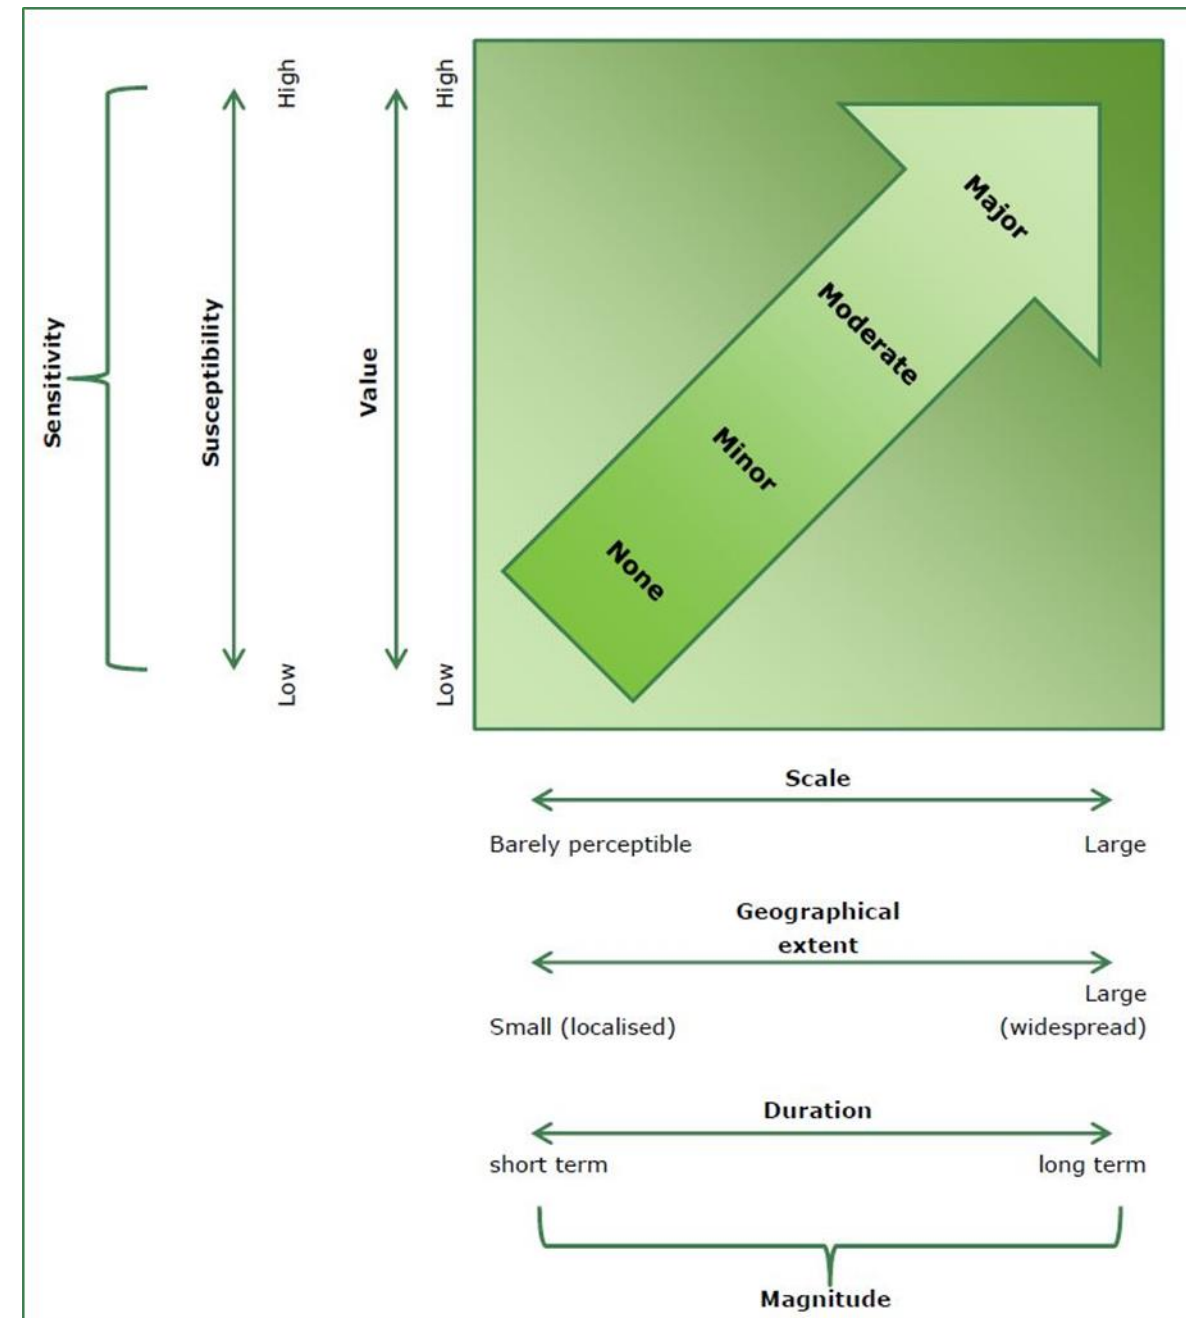 Sensitivity
Susceptibility
High
Low
Value
High
Low
Major
Moderate
Minor
None
Scale
Barely perceptible
Large
Geographical
extent
Small (localised)
Large
(widespread)
Duration
short term
long term
Magnitude